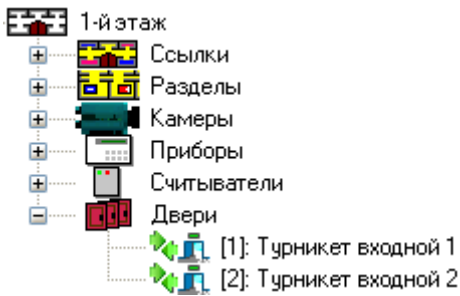 1-й этаж
Ссылки
Разделы
Камеры
Приборы
Считыватели
Двери
[1]: Турникет входной 1
[2]: Турникет входной 2